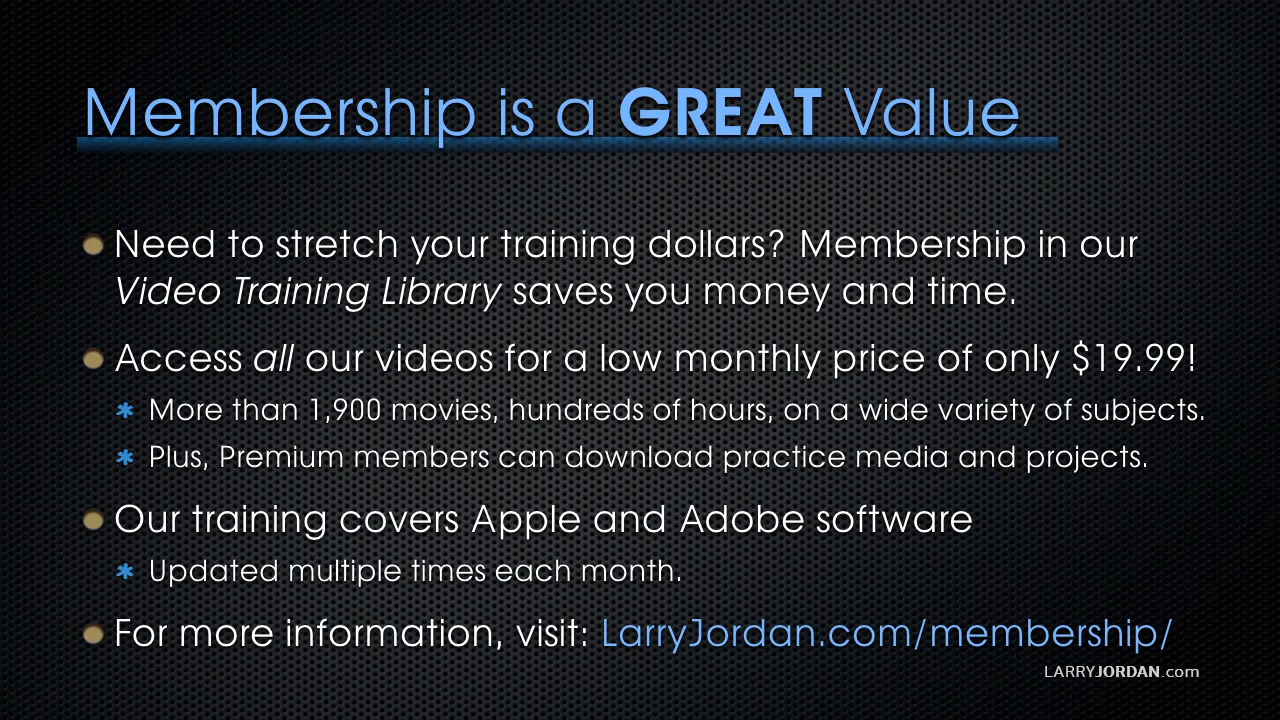 Membership is a GREAT Value
Need to stretch your training dollars? Membership in our
Video Training Library saves you money and time.
Access all our videos for a low monthly price of only $19.99!
More than 1,900 movies, hundreds of hours, on a wide variety of subjects.
Plus, Premium members can download practice media and projects.
Our training covers Apple and Adobe software
Updated multiple times each month.
For more information, visit: LarryJordan.com/membership/
LARRYJORDAN.com